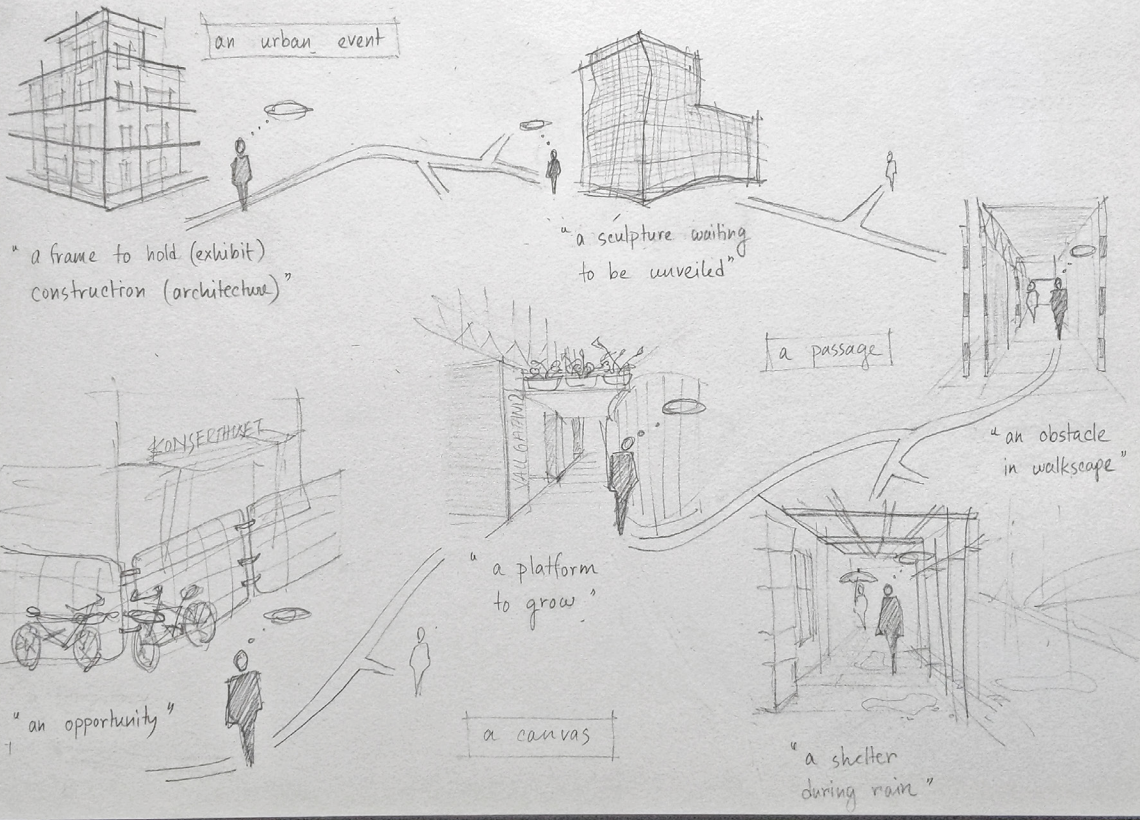 an urban event
"a frame to hold (exhibit)
construction (architecture)"
"a sculpture waiting
to be unveiled"
a passage
"an obstacle
in walkscape"
KONSERTHUSET
VALLGATAN
"a platform
to grow"
"an opportunity"
a canvas
"a shelter
during rain"